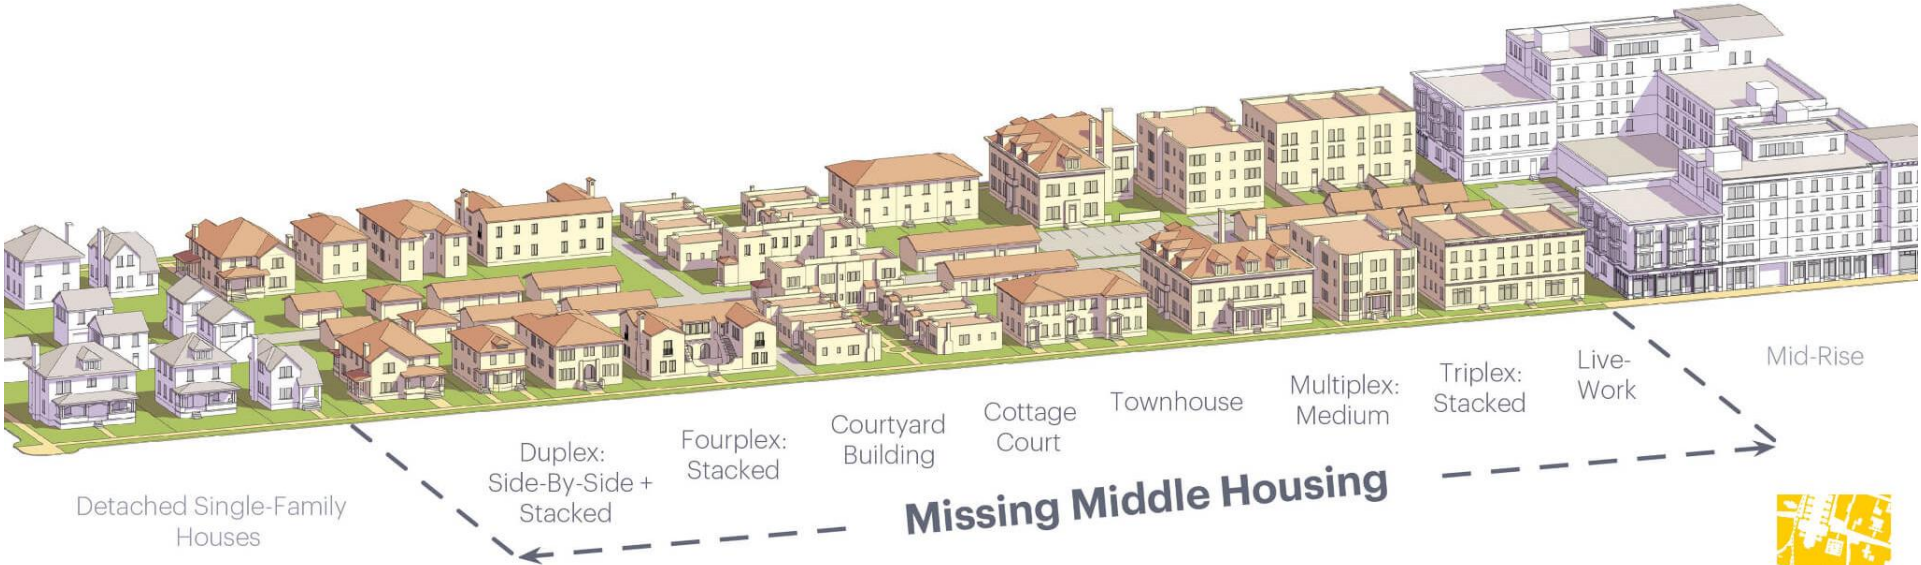 Detached Single-Family
Houses
Duplex:
Side-By-Side +
Stacked
Fourplex:
Stacked
Courtyard
Building
Cottage
Court
Townhouse
Multiplex:
Medium
Triplex:
Stacked
Live-
Work
Mid-Rise
Missing Middle Housing